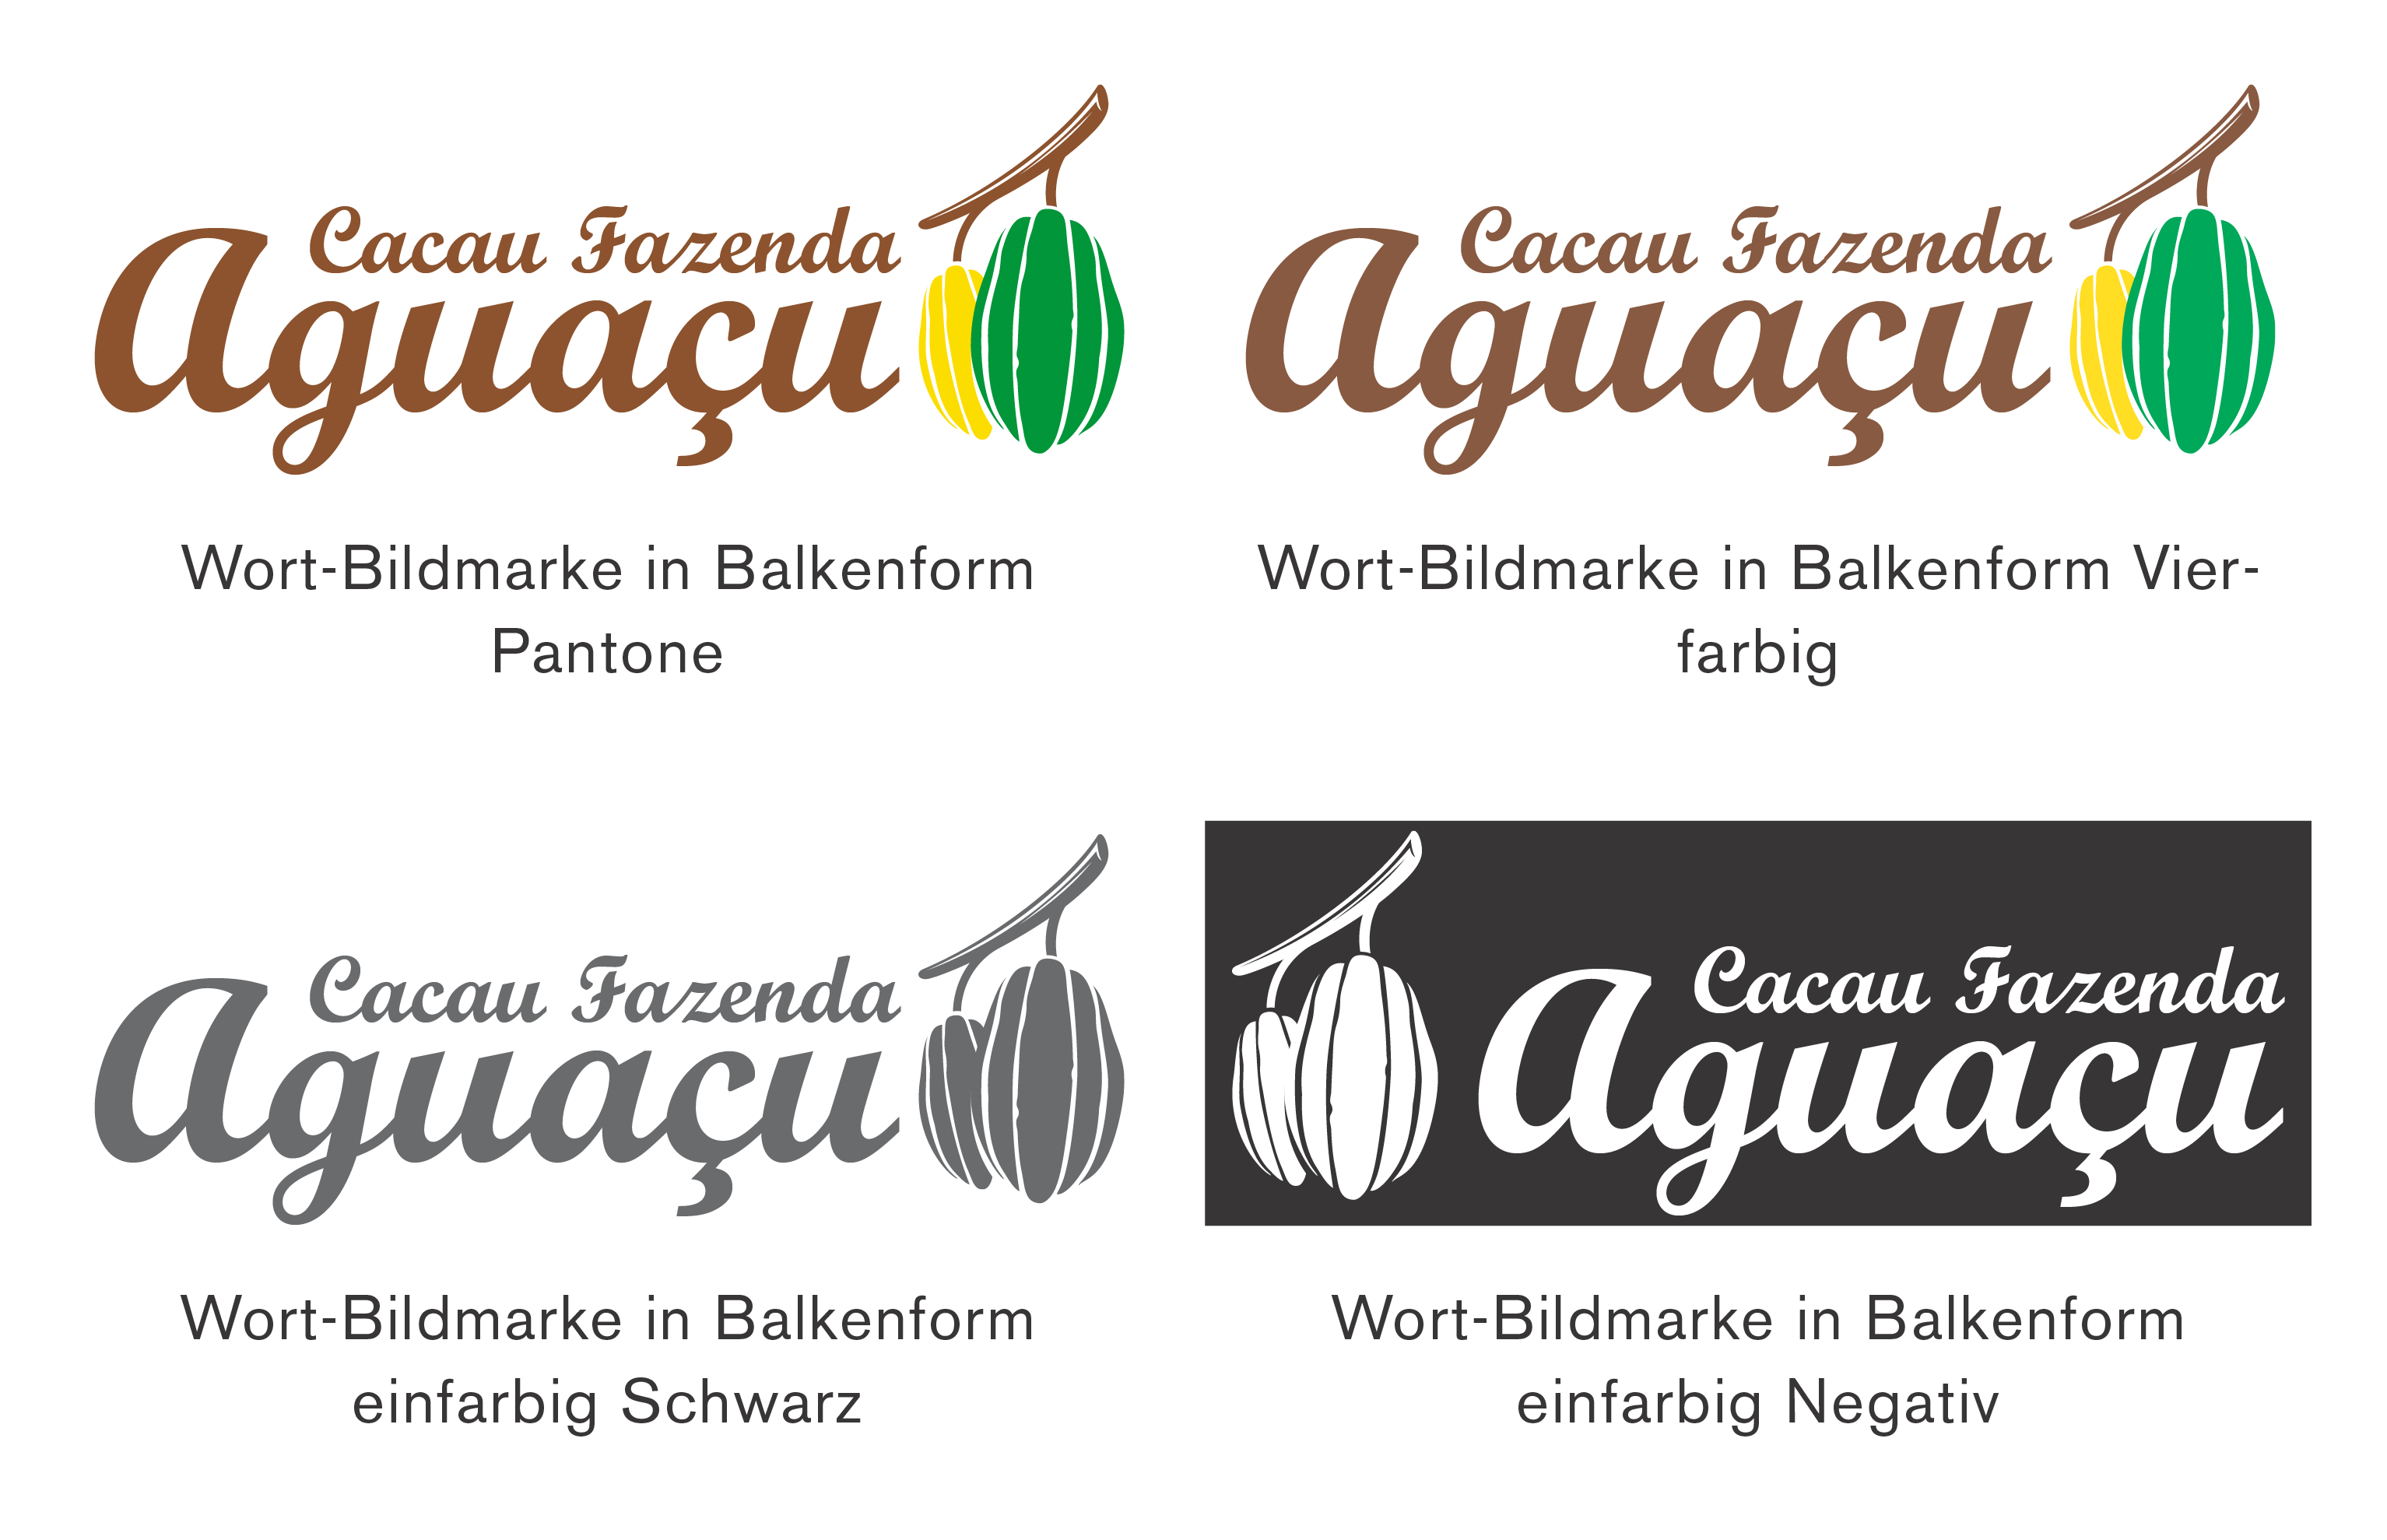 Cacau Fazenda
Aguaçu
Wort-Bildmarke in Balkenform
Pantone
Cacau Fazenda
Aguaçu
Wort-Bildmarke in Balkenform Vier-
farbig
Cacau Fazenda
Aguaçu
Wort-Bildmarke in Balkenform
einfarbig Schwarz
Cacau Fazenda
Aguaçu
Wort-Bildmarke in Balkenform
einfarbig Negativ